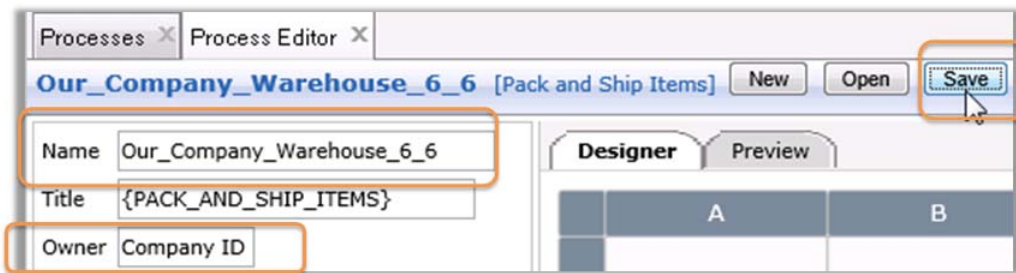 Processes Process Editor
Our_Company_Warehouse_6_6 [Pack and Ship Items] New Open Save
Name Our_Company_Warehouse_6_6
Designer Preview
Title {PACK_AND_SHIP_ITEMS}
A B
Owner Company ID